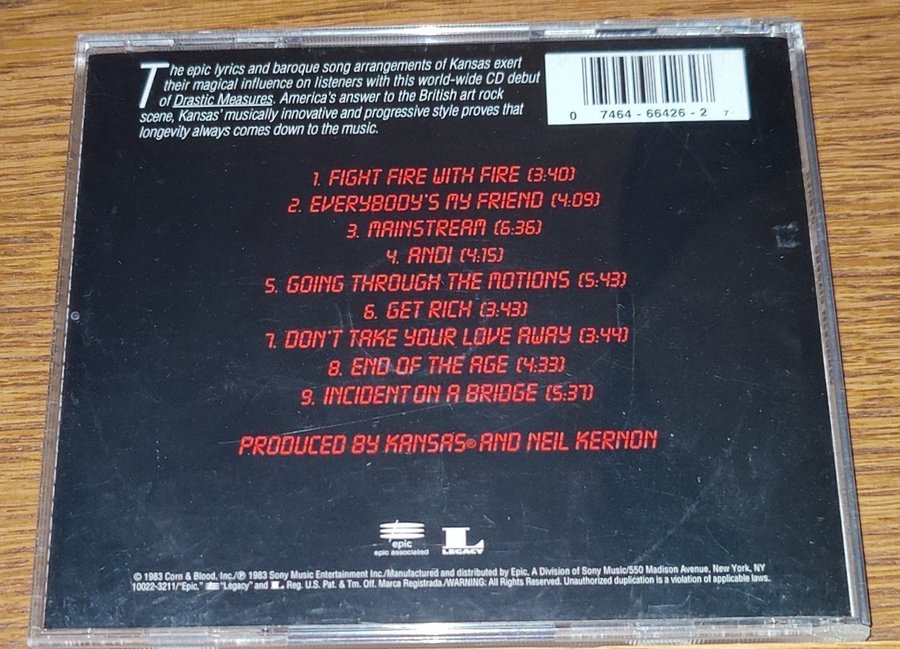 The epic lyrics and baroque song arrangements of Kansas exert
their magical influence on listeners with this world-wide CD debut
of Drastic Measures. America's answer to the British art rock
scene, Kansas' musically innovative and progressive style proves that
longevity always comes down to the music.
0 7464-66426-2 7
1. FIGHT FIRE WITH FIRE (3:40)
2. EVERYBODY'S MY FRIEND (4:09)
3. MAINSTREAM (6:36)
4. ANDI (4:15)
5. GOING THROUGH THE MOTIONS (5:43)
6. GET RICH (3:43)
7. DON'T TAKE YOUR LOVE AWAY (3:44)
8. END OF THE AGE (4:33)
9. INCIDENT ON A BRIDGE (5:37)
PRODUCED BY KANSAS® AND NEIL KERNON
epic
epic associated
L
LEGACY
© 1983 Corn & Blood, Inc./℗ 1983 Sony Music Entertainment Inc./Manufactured and distributed by Epic. A Division of Sony Music/550 Madison Avenue, New York, NY
10022-3211/"Epic," "Legacy" and L Reg. U.S. Pat. & Tm. Off. Marca Registrada./WARNING: All Rights Reserved. Unauthorized duplication is a violation of applicable laws.